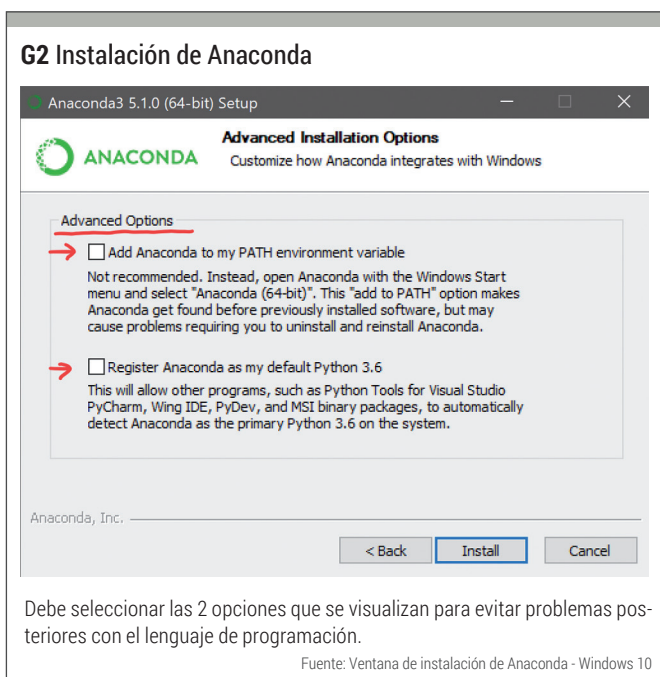 G2 Instalación de Anaconda
Anaconda3 5.1.0 (64-bit) Setup
ANACONDA
Advanced Installation Options
Customize how Anaconda integrates with Windows
Advanced Options
Add Anaconda to my PATH environment variable
Not recommended. Instead, open Anaconda with the Windows Start
menu and select "Anaconda (64-bit)". This "add to PATH" option makes
Anaconda get found before previously installed software, but may
cause problems requiring you to uninstall and reinstall Anaconda.
Register Anaconda as my default Python 3.6
This will allow other programs, such as Python Tools for Visual Studio
PyCharm, Wing IDE, PyDev, and MSI binary packages, to automatically
detect Anaconda as the primary Python 3.6 on the system.
Anaconda, Inc.
< Back
Install
Cancel
Debe seleccionar las 2 opciones que se visualizan para evitar problemas pos-
teriores con el lenguaje de programación.
Fuente: Ventana de instalación de Anaconda - Windows 10